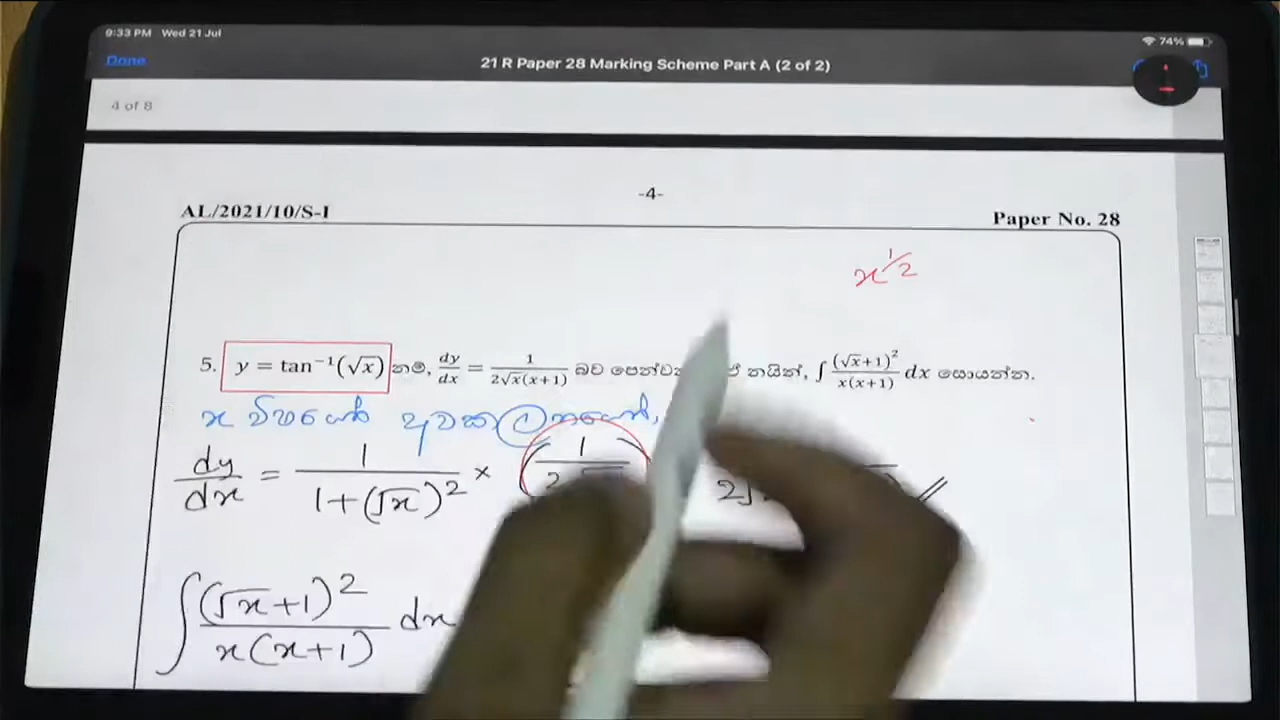 9:33 PM Wed 21 Jul
74%
Done
21 R Paper 28 Marking Scheme Part A (2 of 2)
4 of 8
-4-
AL/2021/10/S-I
Paper No. 28
x^{1/2}
5. y = tan⁻¹(√x) නම්, dy/dx = 1/(2√x(x+1)) බව පෙන්වන්න. ඒ නයින්, ∫ (√x+1)²/(x(x+1)) dx සොයන්න.
x විෂයෙන් අවකලනයෙන්,
dy/dx = 1/(1+(√x)²) ×
∫ (√x+1)²/(x(x+1)) dx